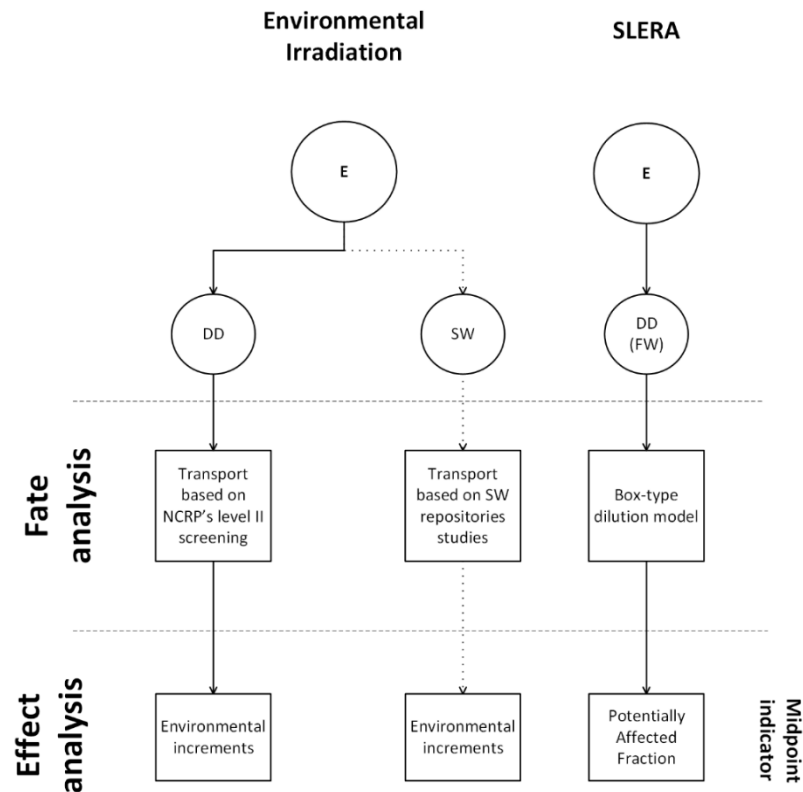 Environmental
Irradiation
SLERA
E
E
DD
SW
DD
(FW)
Fate
analysis
Transport
based on
NCRP's level II
screening
Transport
based on SW
repositories
studies
Box-type
dilution model
Effect
analysis
Environmental
increments
Environmental
increments
Potentially
Affected
Fraction
Midpoint
indicator